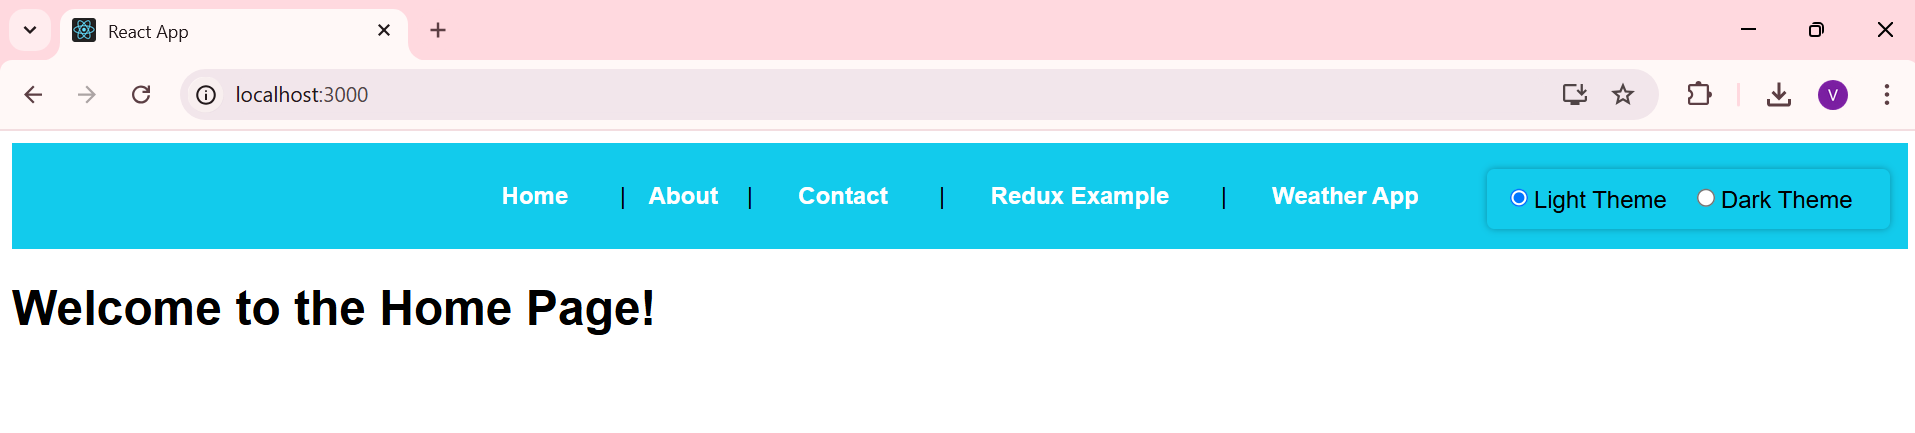 React App
localhost:3000
V
Home | About | Contact | Redux Example | Weather App Light Theme Dark Theme
Welcome to the Home Page!